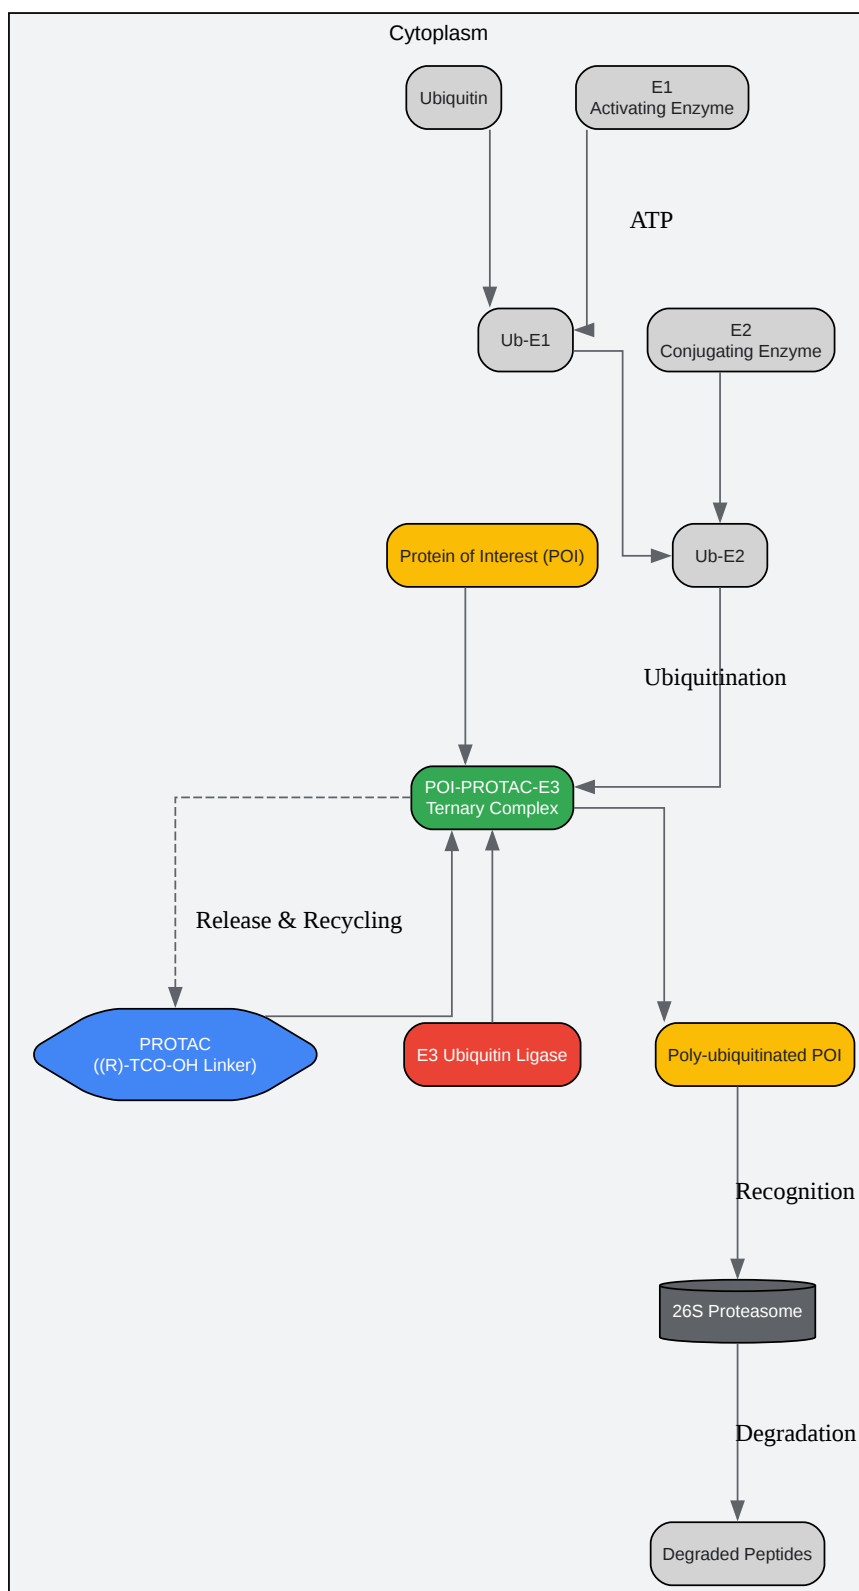 Cytoplasm
Ubiquitin
E1
Activating Enzyme
ATP
Ub-E1
E2
Conjugating Enzyme
Protein of Interest (POI)
Ub-E2
Ubiquitination
POI-PROTAC-E3
Ternary Complex
Release & Recycling
PROTAC
((R)-TCO-OH Linker)
E3 Ubiquitin Ligase
Poly-ubiquitinated POI
Recognition
26S Proteasome
Degradation
Degraded Peptides